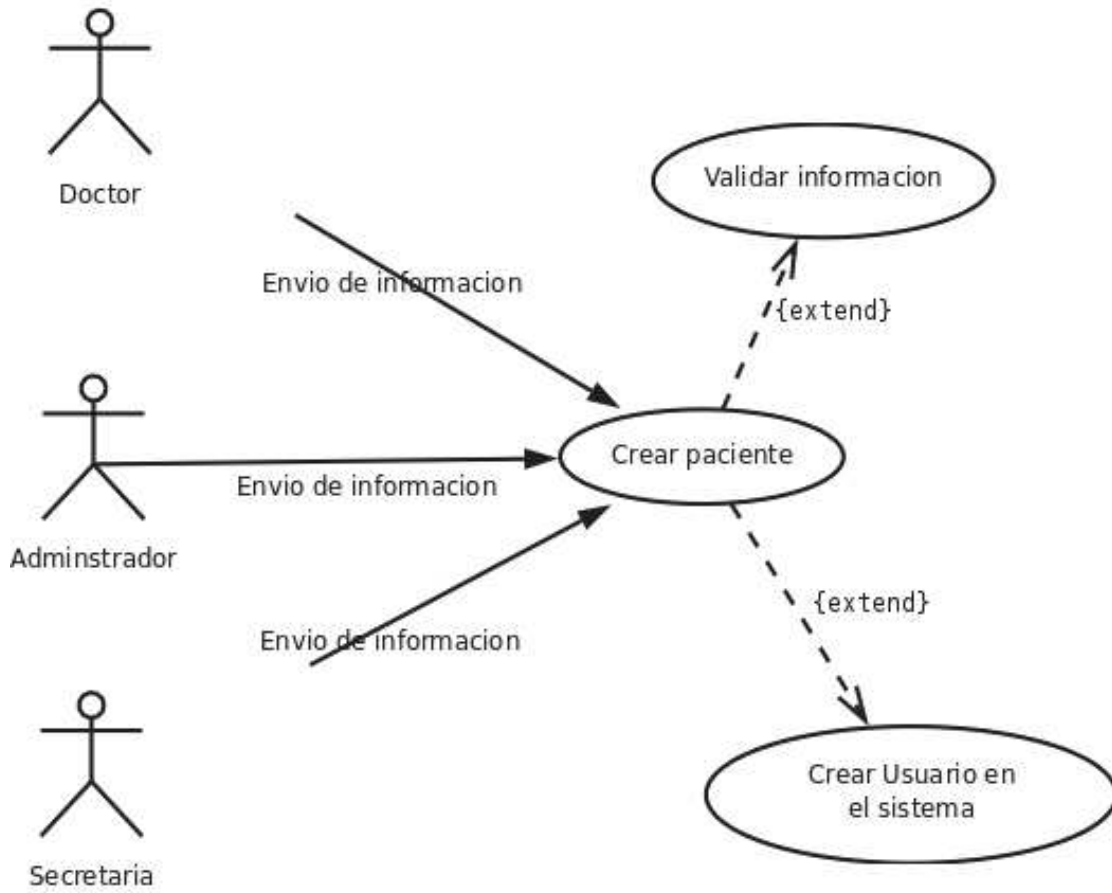 Doctor
Validar informacion
Envio de informacion
{extend}
Crear paciente
Envio de informacion
Adminstrador
{extend}
Envio de informacion
Crear Usuario en
el sistema
Secretaria